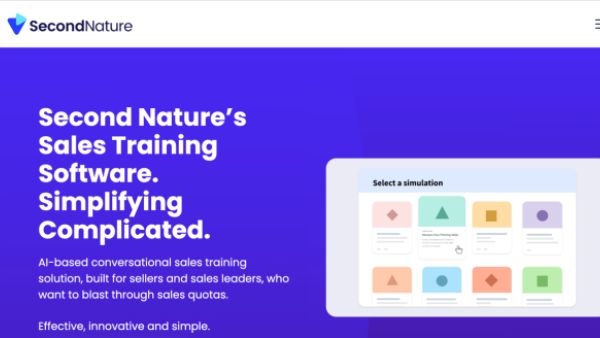 SecondNature
Second Nature's
Sales Training
Software.
Simplifying
Complicated.
AI-based conversational sales training
solution, built for sellers and sales leaders, who
want to blast through sales quotas.
Effective, innovative and simple.
Select a simulation